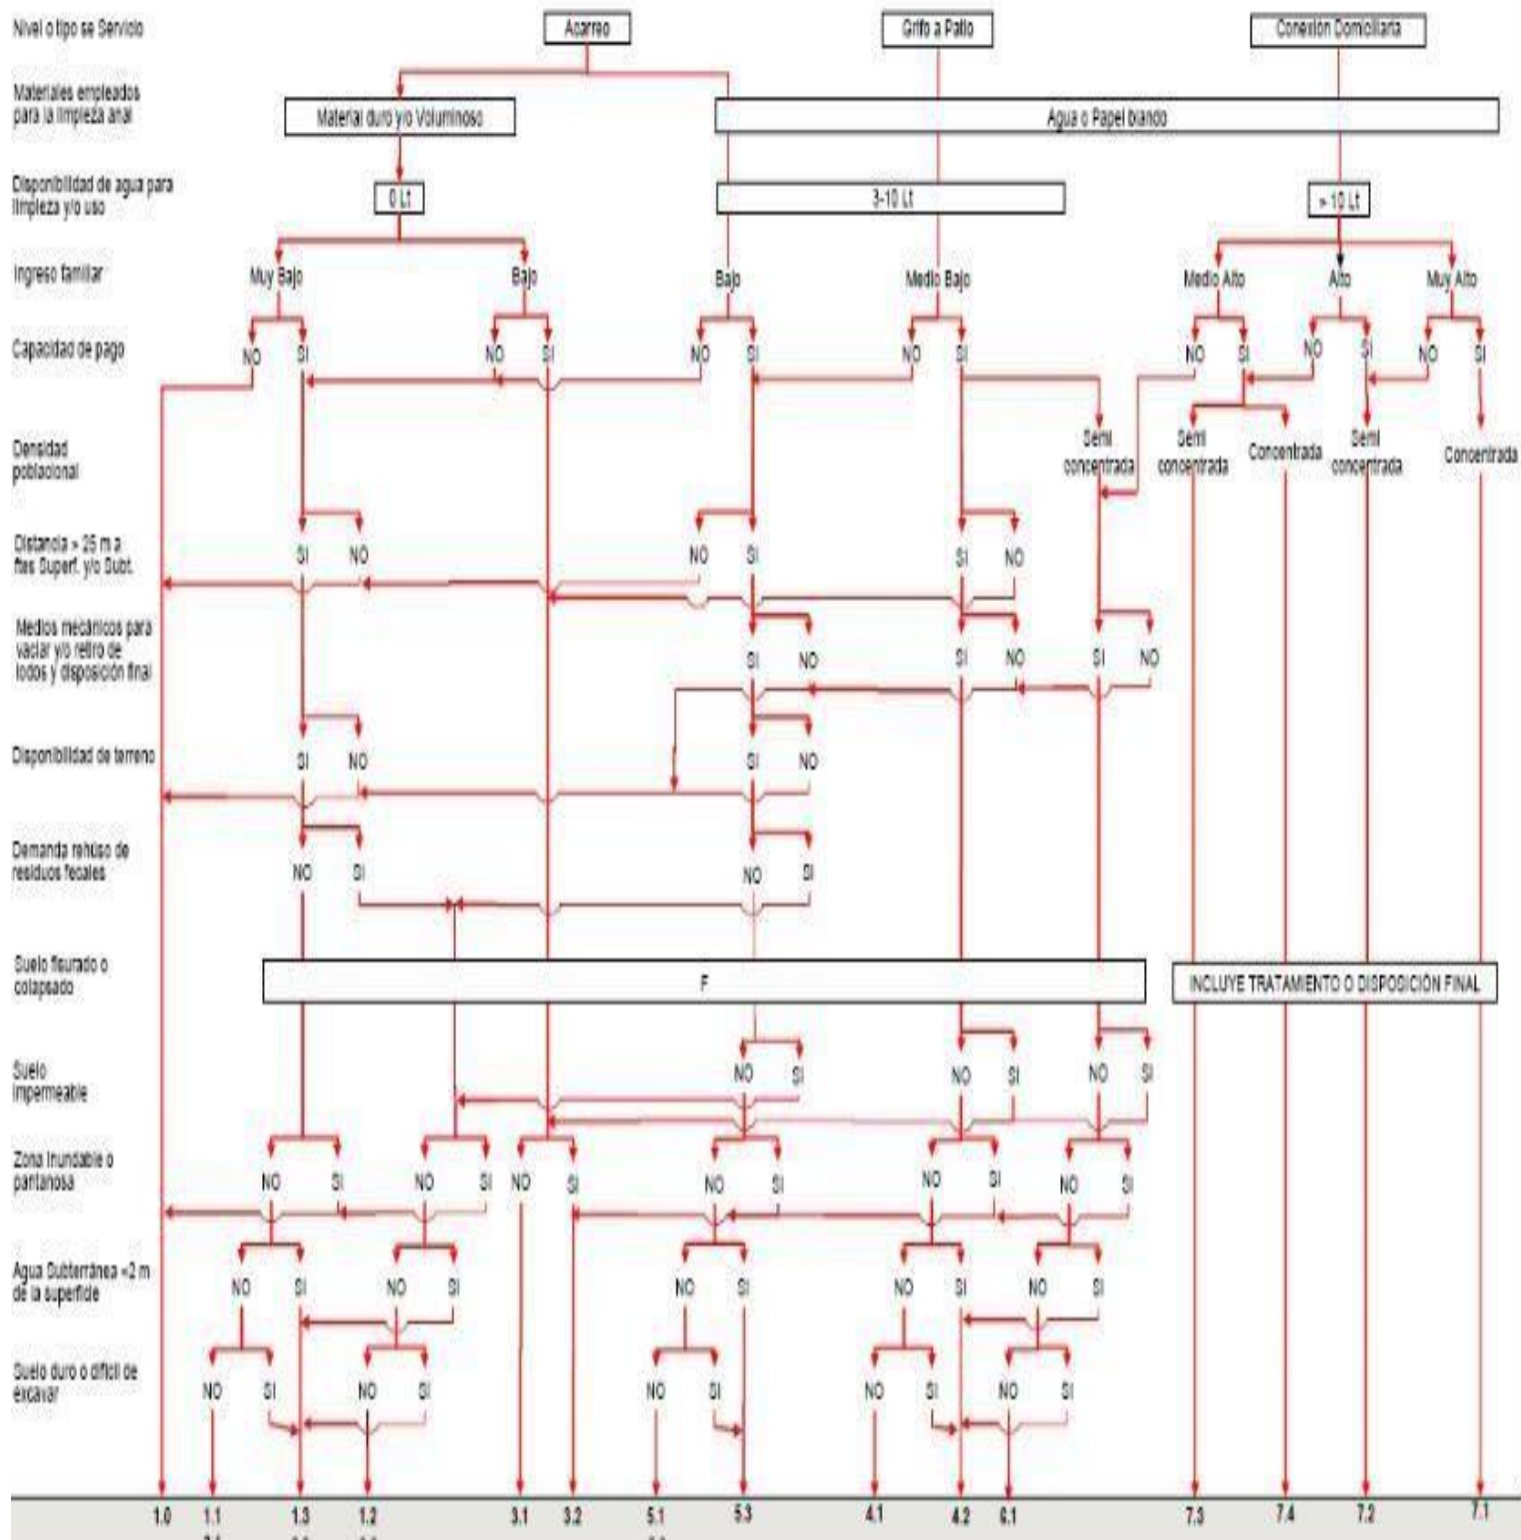 Nivel o tipo se Servicio
Acarreo
Grifo a Patio
Conexión Domiciliaria
Materiales empleados
para la limpieza anal
Material duro y/o Voluminoso
Agua o Papel blando
Disponibilidad de agua para
limpieza y/o uso
0 Lt
3-10 Lt
> 10 Lt
Ingreso familiar
Muy Bajo
Bajo
Bajo
Medio Bajo
Medio Alto
Alto
Muy Alto
Capacidad de pago
NO SI NO SI NO SI NO SI NO SI NO SI NO SI
Densidad
poblacional
Semi
concentrada
Semi
concentrada
Concentrada
Semi
concentrada
Concentrada
Distancia > 25 m a
ftes Superf. y/o Subt.
SI NO NO SI SI NO
Medios mecánicos para
vaciar y/o retiro de
lodos y disposición final
SI NO SI NO SI NO
Disponibilidad de terreno
SI NO SI NO
Demanda rehúso de
residuos fecales
NO SI NO SI
Suelo fisurado o
colapsado
F
INCLUYE TRATAMIENTO O DISPOSICIÓN FINAL
Suelo
Impermeable
NO SI NO SI NO SI
Zona Inundable o
pantanosa
NO SI NO SI NO SI NO SI NO SI NO SI
Agua Subterránea <2 m
de la superficie
NO SI NO SI NO SI NO SI NO SI
Suelo duro o difícil de
excavar
NO SI NO SI NO SI NO SI NO SI
1.0 1.1 1.3 1.2 3.1 3.2 5.1 5.3 4.1 4.2 6.1 7.3 7.4 7.2 7.1